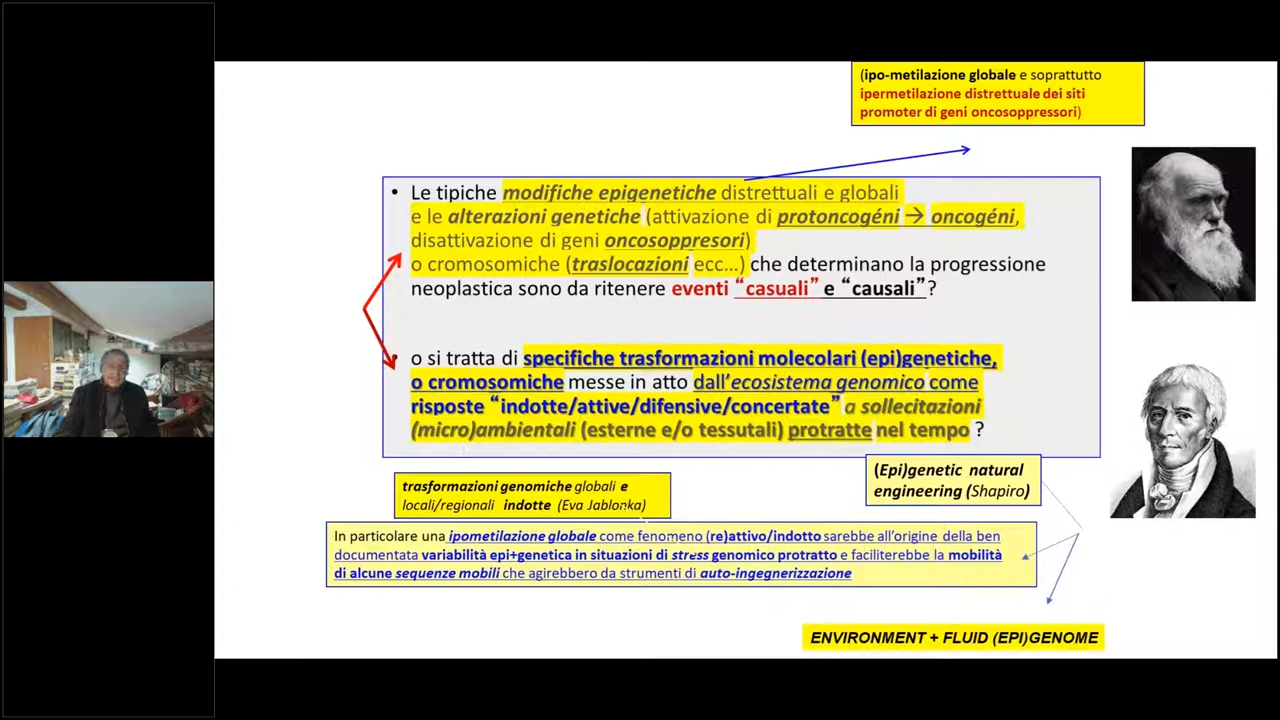 (ipo-metilazione globale e soprattutto
ipermetilazione distrettuale dei siti
promoter di geni oncosoppressori)
• Le tipiche modifiche epigenetiche distrettuali e globali
e le alterazioni genetiche (attivazione di protoncogéni → oncogéni,
disattivazione di geni oncosoppresori)
o cromosomiche (traslocazioni ecc...) che determinano la progressione
neoplastica sono da ritenere eventi “casuali” e “causali”?
• o si tratta di specifiche trasformazioni molecolari (epi)genetiche,
o cromosomiche messe in atto dall’ecosistema genomico come
risposte “indotte/attive/difensive/concertate” a sollecitazioni
(micro)ambientali (esterne e/o tessutali) protratte nel tempo ?
(Epi)genetic natural
engineering (Shapiro)
trasformazioni genomiche globali e
locali/regionali indotte (Eva Jablonka)
In particolare una ipometilazione globale come fenomeno (re)attivo/indotto sarebbe all’origine della ben
documentata variabilità epi+genetica in situazioni di stress genomico protratto e faciliterebbe la mobilità
di alcune sequenze mobili che agirebbero da strumenti di auto-ingegnerizzazione
ENVIRONMENT + FLUID (EPI)GENOME